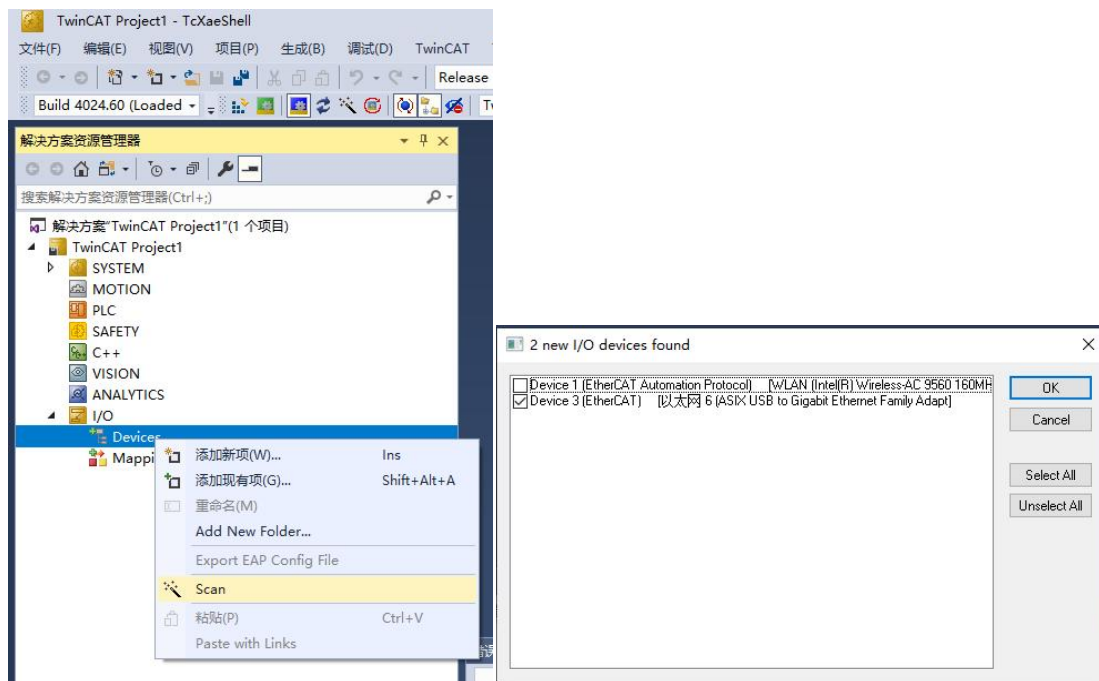 TwinCAT Project1 - TcXaeShell
文件(F) 编辑(E) 视图(V) 项目(P) 生成(B) 调试(D) TwinCAT
Release
Build 4024.60 (Loaded
解决方案资源管理器
搜索解决方案资源管理器(Ctrl+;)
解决方案"TwinCAT Project1"(1 个项目)
TwinCAT Project1
SYSTEM
MOTION
PLC
SAFETY
C++
VISION
ANALYTICS
I/O
Devices
Mappi
添加新项(W)... Ins
添加现有项(G)... Shift+Alt+A
重命名(M)
Add New Folder...
Export EAP Config File
Scan
粘贴(P) Ctrl+V
Paste with Links
2 new I/O devices found
Device 1 (EtherCAT Automation Protocol) [WLAN (Intel(R) Wireless-AC 9560 160MH
Device 3 (EtherCAT) [以太网 6 (ASIX USB to Gigabit Ethernet Family Adapt]
OK
Cancel
Select All
Unselect All